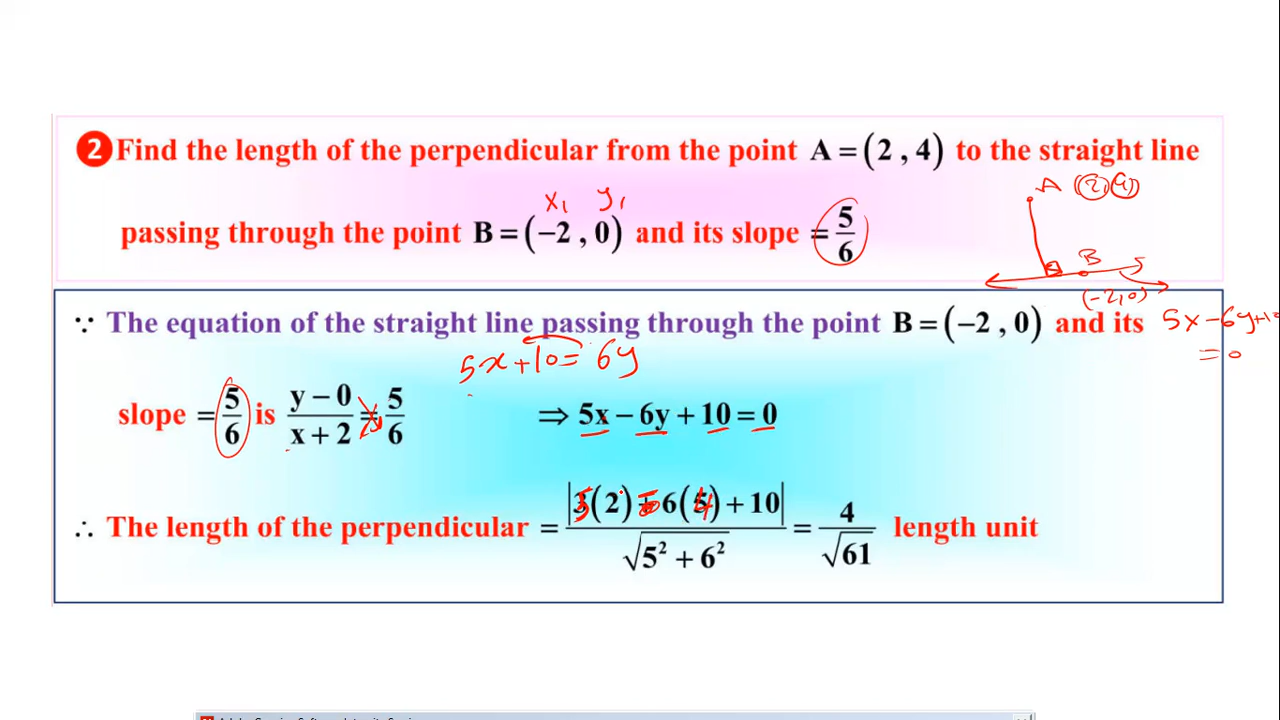 2 Find the length of the perpendicular from the point A = (2 , 4) to the straight line
A (2, 4)
x₁ y₁
passing through the point B = (−2 , 0) and its slope = 5/6
B
(−2, 0)
∵ The equation of the straight line passing through the point B = (−2 , 0) and its
5x − 6y + 1
= 0
5x + 10 = 6y
slope = 5/6 is (y − 0)/(x + 2) = 5/6 ⇒ 5x − 6y + 10 = 0
∴ The length of the perpendicular = |5(2) − 6(4) + 10| / √(5² + 6²) = 4/√61 length unit